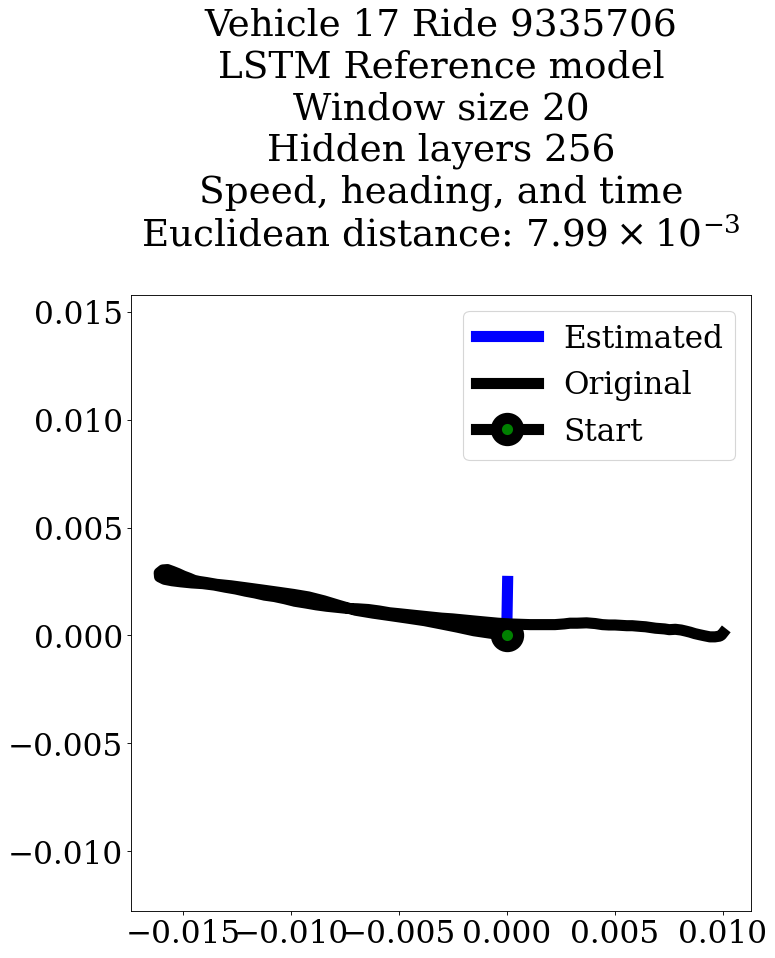 Vehicle 17 Ride 9335706
LSTM Reference model
Window size 20
Hidden layers 256
Speed, heading, and time
Euclidean distance: 7.99 × 10⁻³
Estimated
Original
Start
0.015
0.010
0.005
0.000
−0.005
−0.010
−0.015 −0.010 −0.005 0.000 0.005 0.010